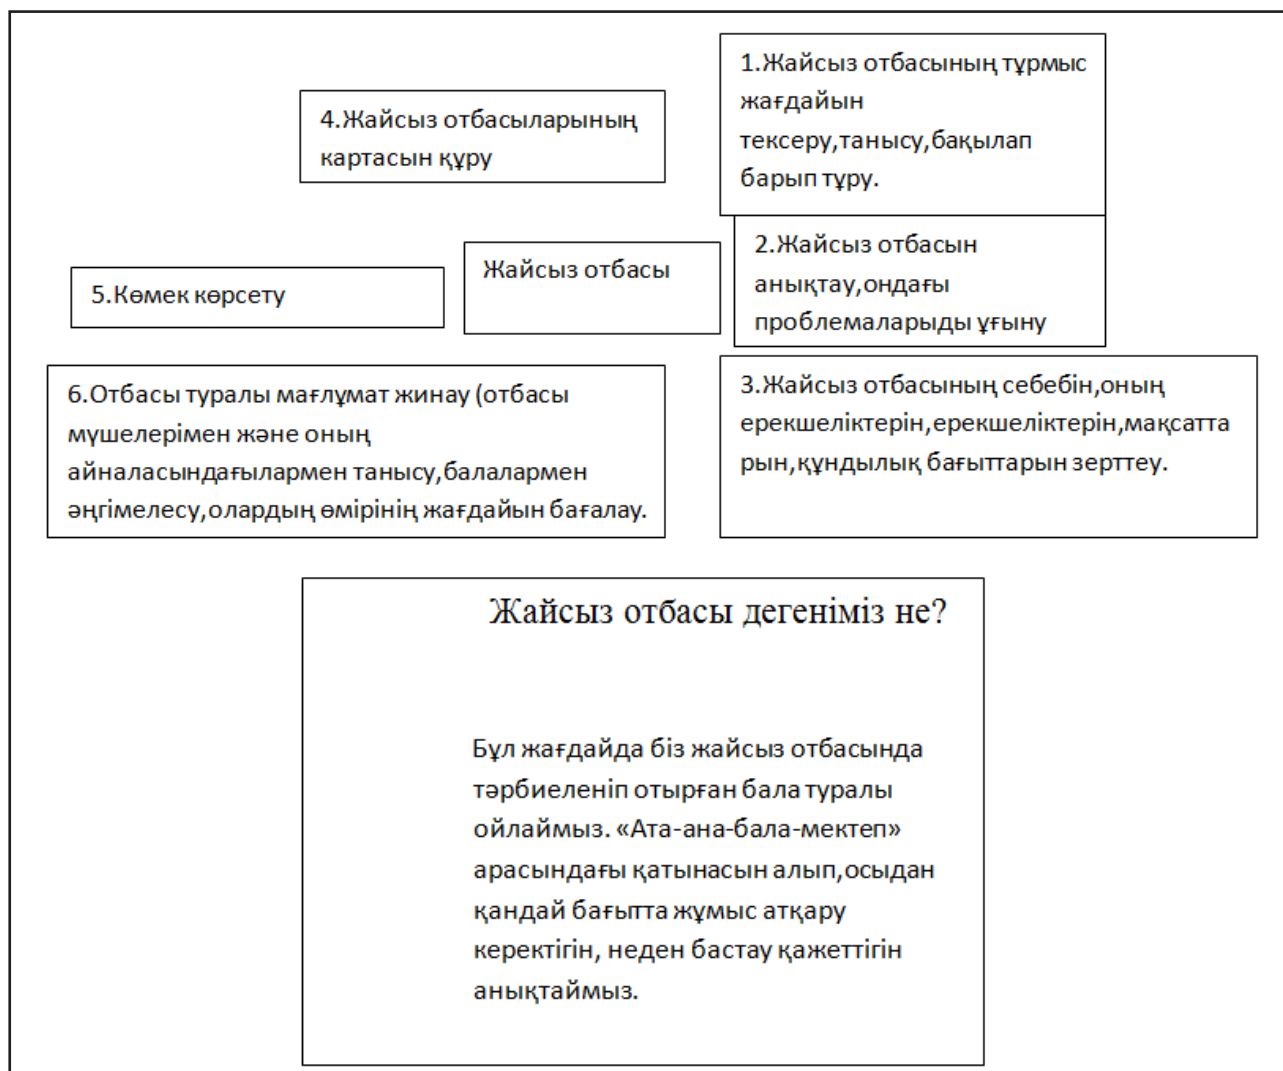 1.Жайсыз отбасының тұрмыс
жағдайын
тексеру,танысу,бақылап
барып тұру.
4.Жайсыз отбасыларының
картасын құру
2.Жайсыз отбасын
анықтау,ондағы
проблемаларыды ұғыну
Жайсыз отбасы
5.Көмек көрсету
6.Отбасы туралы мағлұмат жинау (отбасы
мүшелерімен және оның
айналасындағылармен танысу,балалармен
әңгімелесу,олардың өмірінің жағдайын бағалау.
3.Жайсыз отбасының себебін,оның
ерекшеліктерін,ерекшеліктерін,мақсатта
рын,құндылық бағыттарын зерттеу.
Жайсыз отбасы дегеніміз не?
Бұл жағдайда біз жайсыз отбасында
тәрбиеленіп отырған бала туралы
ойлаймыз. «Ата-ана-бала-мектеп»
арасындағы қатынасын алып,осыдан
қандай бағытта жұмыс атқару
керектігін, неден бастау қажеттігін
анықтаймыз.